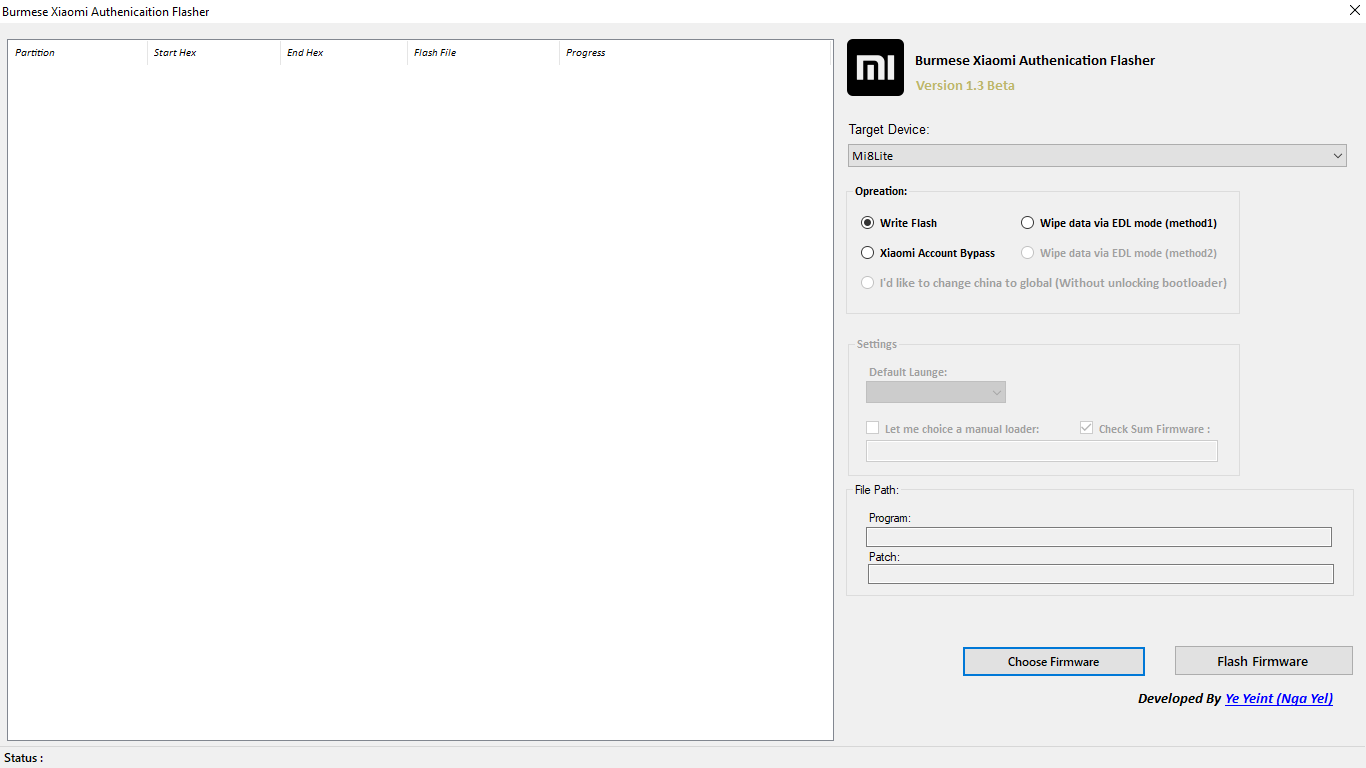 Burmese Xiaomi Authenicaition Flasher
Partition Start Hex End Hex Flash File Progress
mi
Burmese Xiaomi Authenication Flasher
Version 1.3 Beta
Target Device:
Mi8Lite
Opreation:
Write Flash Wipe data via EDL mode (method1)
Xiaomi Account Bypass Wipe data via EDL mode (method2)
I'd like to change china to global (Without unlocking bootloader)
Settings
Default Launge:
Let me choice a manual loader: Check Sum Firmware :
File Path:
Program:
Patch:
Choose Firmware Flash Firmware
Developed By Ye Yeint (Nga Yel)
Status :